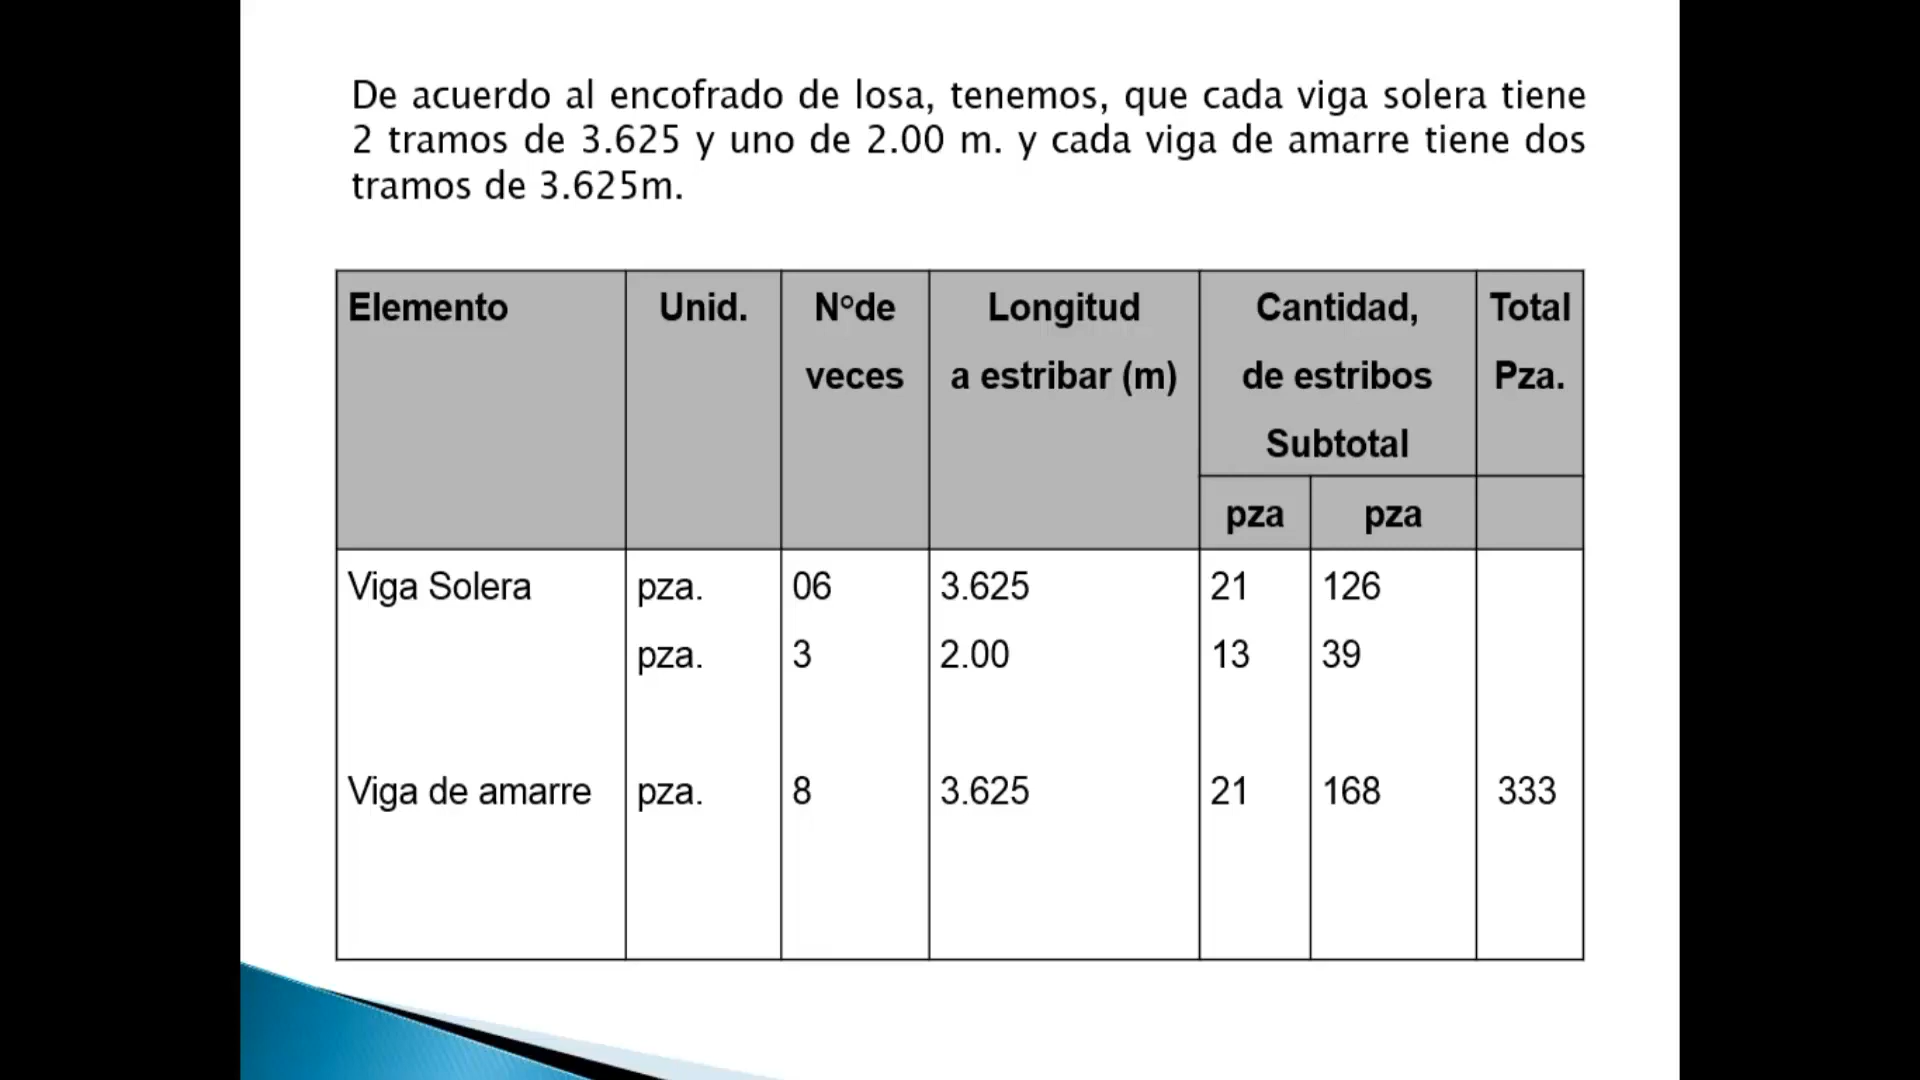 De acuerdo al encofrado de losa, tenemos, que cada viga solera tiene
2 tramos de 3.625 y uno de 2.00 m. y cada viga de amarre tiene dos
tramos de 3.625m.
Elemento Unid. Nºde Longitud Cantidad, Total
veces a estribar (m) de estribos Pza.
Subtotal
pza pza
Viga Solera pza. 06 3.625 21 126
pza. 3 2.00 13 39
Viga de amarre pza. 8 3.625 21 168 333